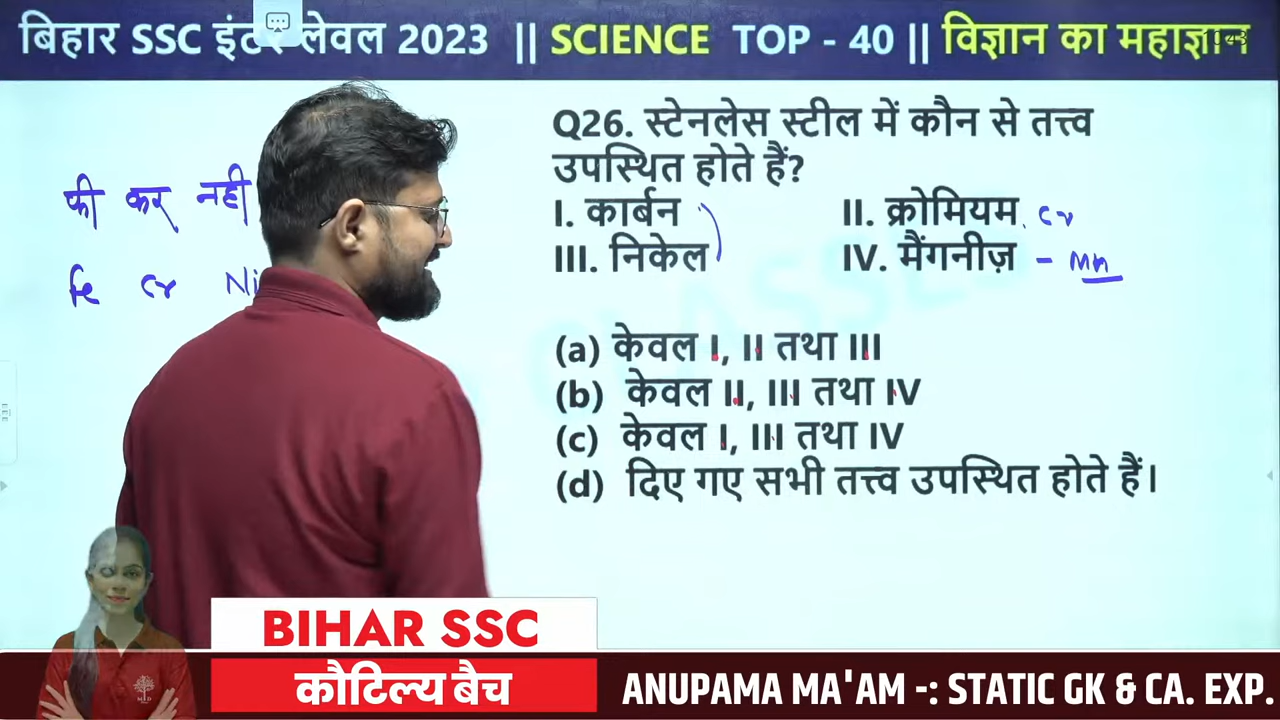 बिहार SSC इंटर लेवल 2023 || SCIENCE TOP - 40 || विज्ञान का महाज्ञान
Q26. स्टेनलेस स्टील में कौन से तत्त्व
उपस्थित होते हैं?
I. कार्बन II. क्रोमियम Cr
III. निकेल IV. मैंगनीज़ - Mn
(a) केवल I, II तथा III
(b) केवल II, III तथा IV
(c) केवल I, III तथा IV
(d) दिए गए सभी तत्त्व उपस्थित होते हैं।
फी कर नही
Fe Cr Ni
BIHAR SSC
कौटिल्य बैच
ANUPAMA MA'AM -: STATIC GK & CA. EXP.